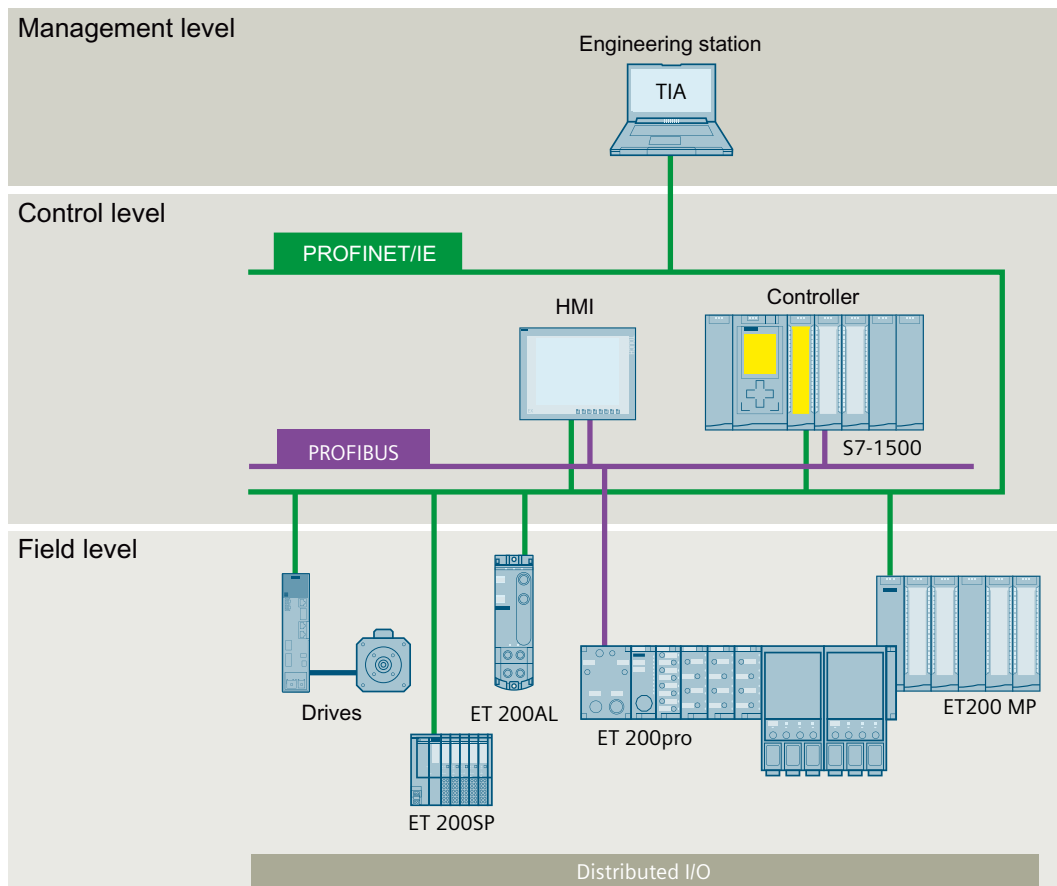 Management level
Engineering station
TIA
Control level
PROFINET/IE
HMI
Controller
PROFIBUS
S7-1500
Field level
Drives
ET 200AL
ET 200pro
ET200 MP
ET 200SP
Distributed I/O